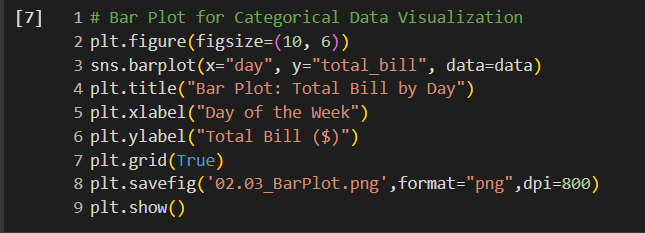 [7] 1 # Bar Plot for Categorical Data Visualization
2 plt.figure(figsize=(10, 6))
3 sns.barplot(x="day", y="total_bill", data=data)
4 plt.title("Bar Plot: Total Bill by Day")
5 plt.xlabel("Day of the Week")
6 plt.ylabel("Total Bill ($)")
7 plt.grid(True)
8 plt.savefig('02.03_BarPlot.png',format="png",dpi=800)
9 plt.show()